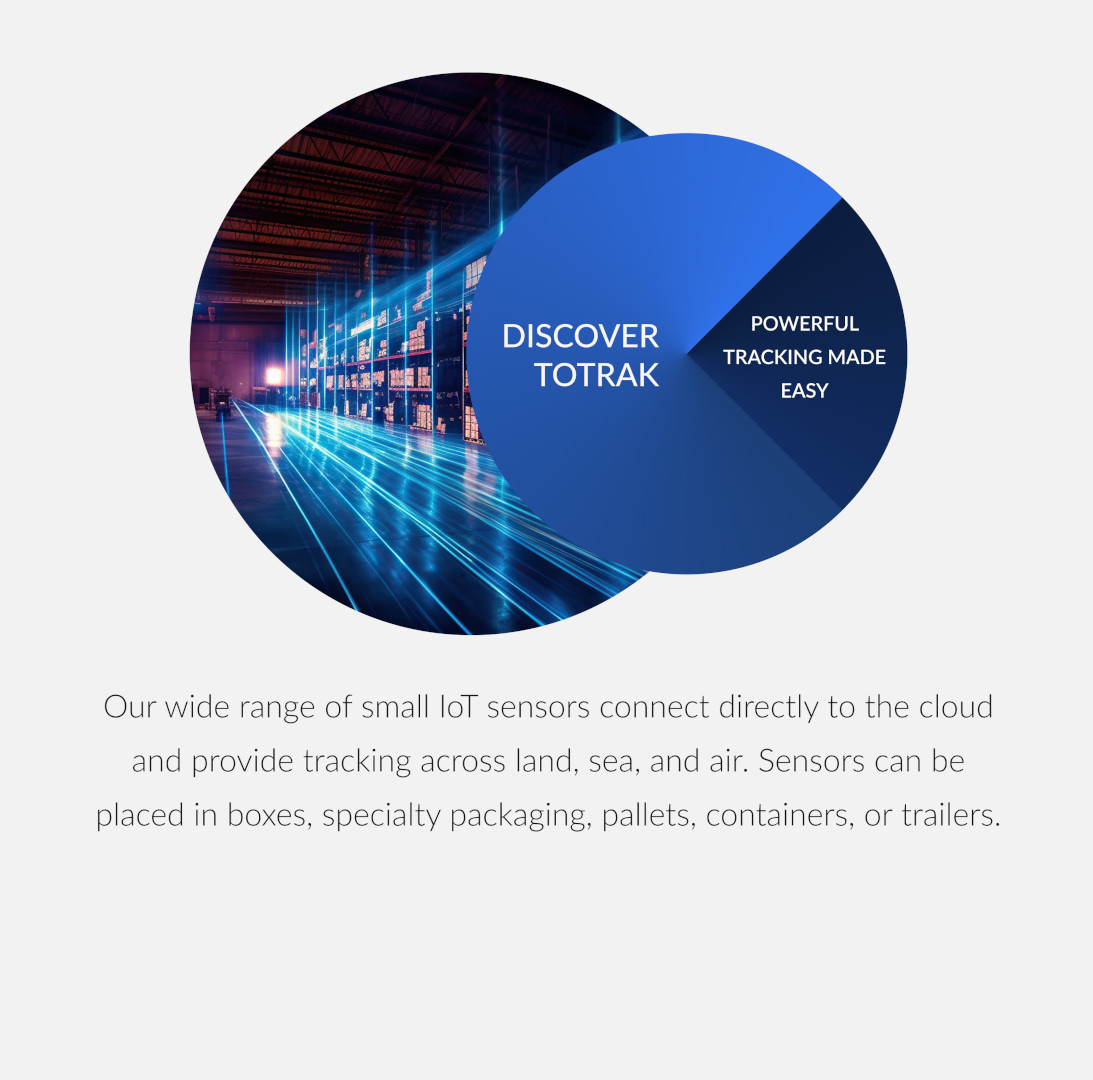 DISCOVER
TOTRAK
POWERFUL
TRACKING MADE
EASY
Our wide range of small IoT sensors connect directly to the cloud
and provide tracking across land, sea, and air. Sensors can be
placed in boxes, specialty packaging, pallets, containers, or trailers.